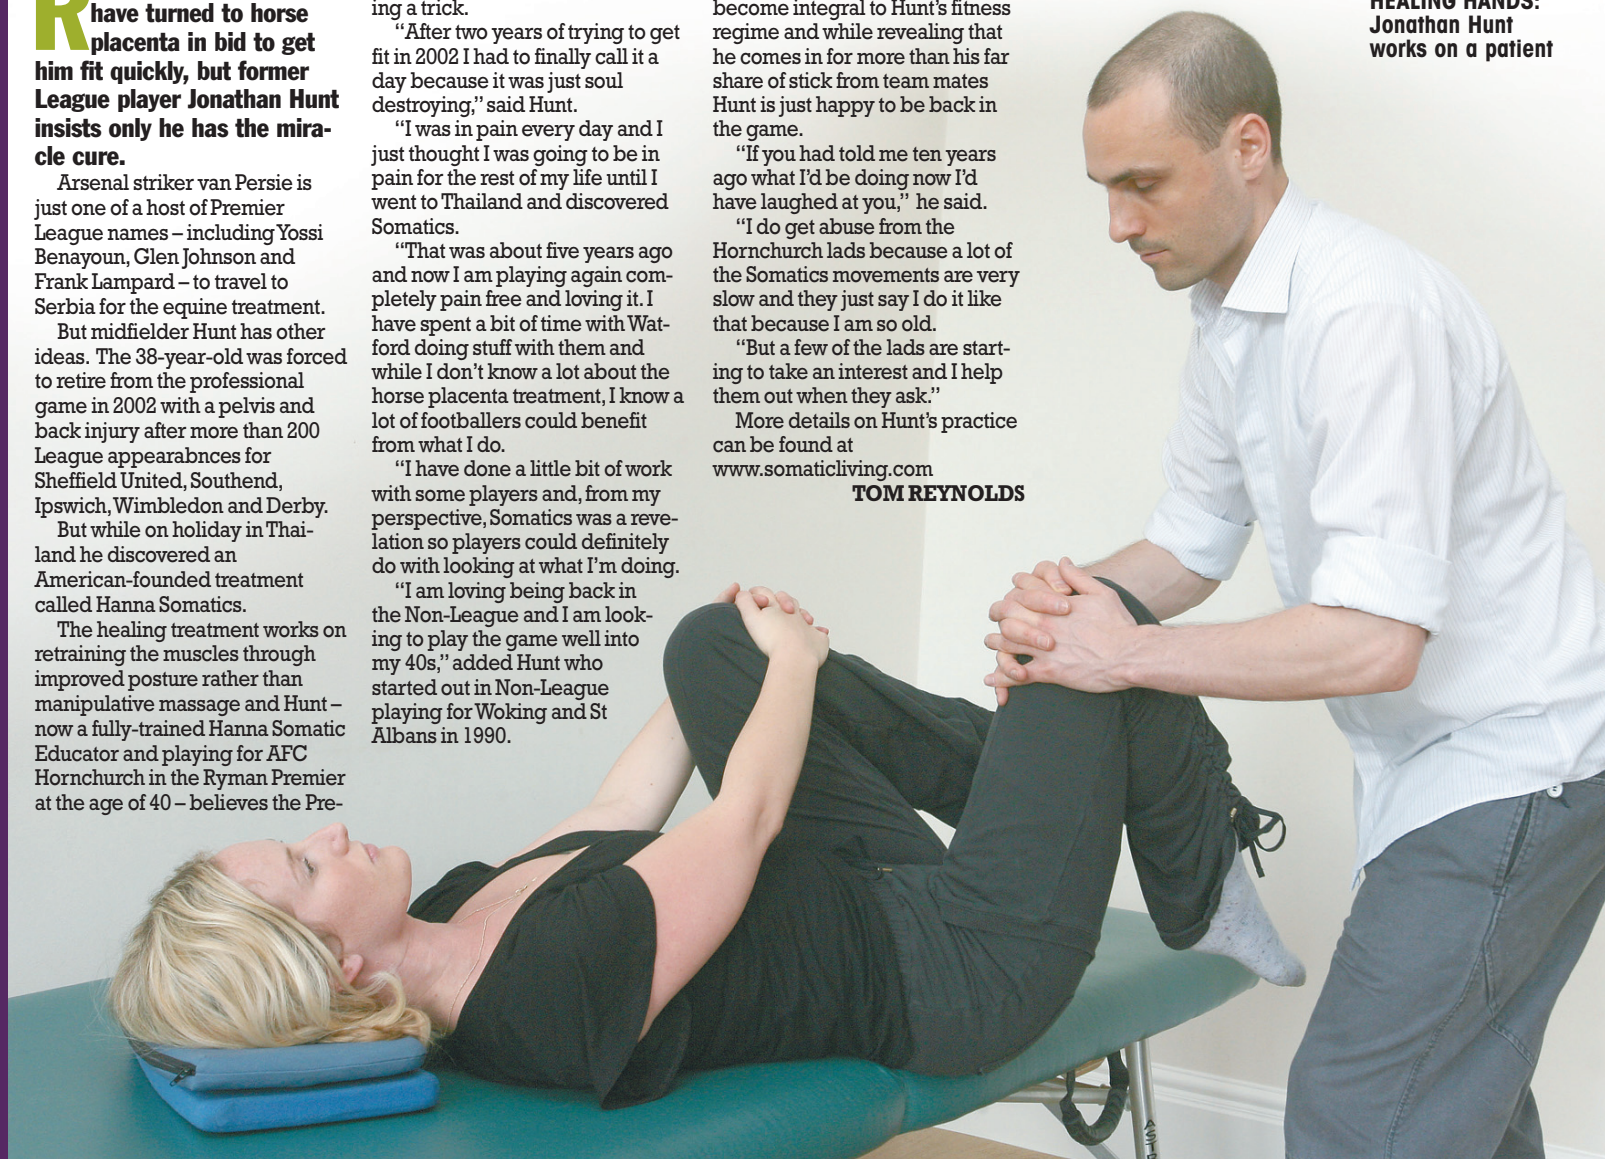 R
have turned to horse
placenta in bid to get
him fit quickly, but former
League player Jonathan Hunt
insists only he has the mira-
cle cure.
Arsenal striker van Persie is
just one of a host of Premier
League names – including Yossi
Benayoun, Glen Johnson and
Frank Lampard – to travel to
Serbia for the equine treatment.
But midfielder Hunt has other
ideas. The 38-year-old was forced
to retire from the professional
game in 2002 with a pelvis and
back injury after more than 200
League appearabnces for
Sheffield United, Southend,
Ipswich, Wimbledon and Derby.
But while on holiday in Thai-
land he discovered an
American-founded treatment
called Hanna Somatics.
The healing treatment works on
retraining the muscles through
improved posture rather than
manipulative massage and Hunt –
now a fully-trained Hanna Somatic
Educator and playing for AFC
Hornchurch in the Ryman Premier
at the age of 40 – believes the Pre-
ing a trick.
“After two years of trying to get
fit in 2002 I had to finally call it a
day because it was just soul
destroying,” said Hunt.
“I was in pain every day and I
just thought I was going to be in
pain for the rest of my life until I
went to Thailand and discovered
Somatics.
“That was about five years ago
and now I am playing again com-
pletely pain free and loving it. I
have spent a bit of time with Wat-
ford doing stuff with them and
while I don’t know a lot about the
horse placenta treatment, I know a
lot of footballers could benefit
from what I do.
“I have done a little bit of work
with some players and, from my
perspective, Somatics was a reve-
lation so players could definitely
do with looking at what I’m doing.
“I am loving being back in
the Non-League and I am look-
ing to play the game well into
my 40s,” added Hunt who
started out in Non-League
playing for Woking and St
Albans in 1990.
become integral to Hunt’s fitness
regime and while revealing that
he comes in for more than his far
share of stick from team mates
Hunt is just happy to be back in
the game.
“If you had told me ten years
ago what I’d be doing now I’d
have laughed at you,” he said.
“I do get abuse from the
Hornchurch lads because a lot of
the Somatics movements are very
slow and they just say I do it like
that because I am so old.
“But a few of the lads are start-
ing to take an interest and I help
them out when they ask.”
More details on Hunt’s practice
can be found at
www.somaticliving.com
TOM REYNOLDS
HEALING HANDS:
Jonathan Hunt
works on a patient